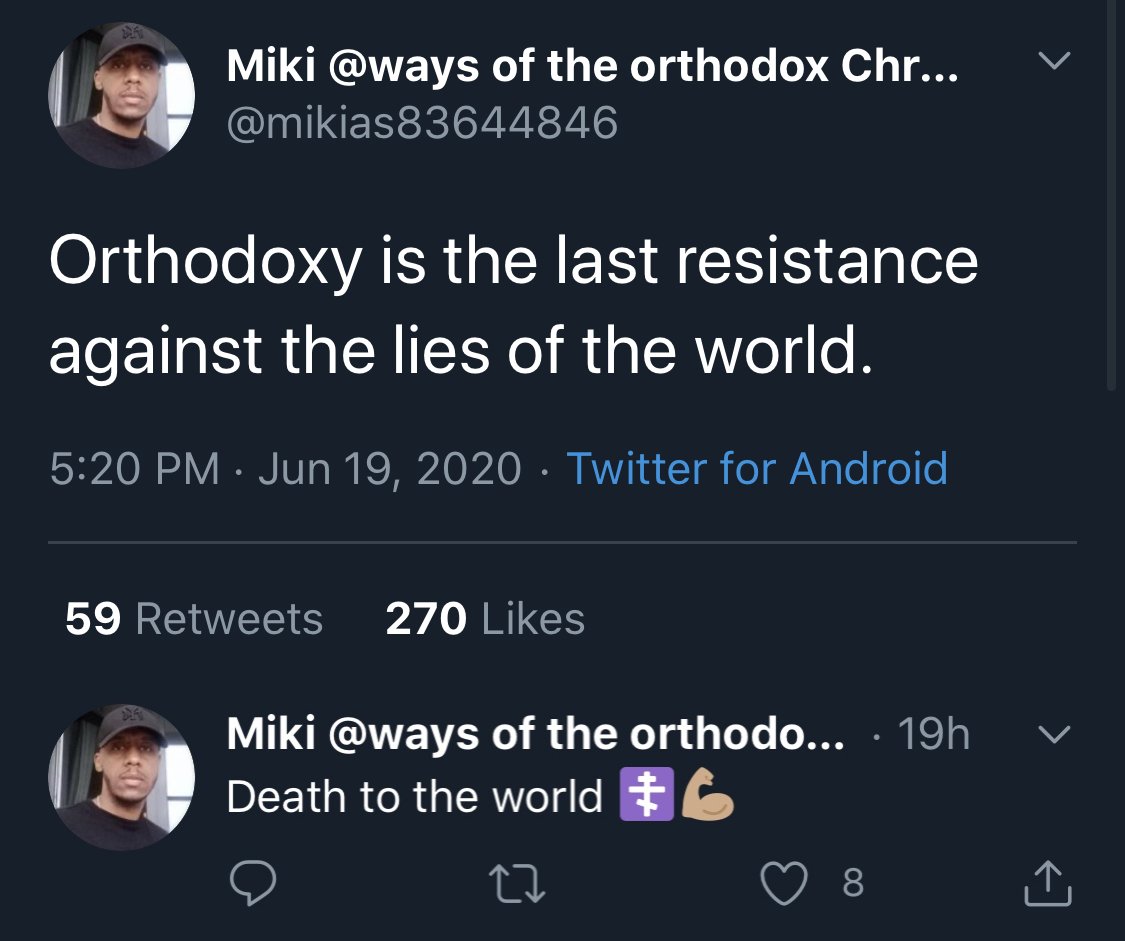 Miki @ways of the orthodox Chr...
@mikias83644846
Orthodoxy is the last resistance
against the lies of the world.
5:20 PM · Jun 19, 2020 · Twitter for Android
59 Retweets 270 Likes
Miki @ways of the orthodo... · 19h
Death to the world ☦️💪🏽
8